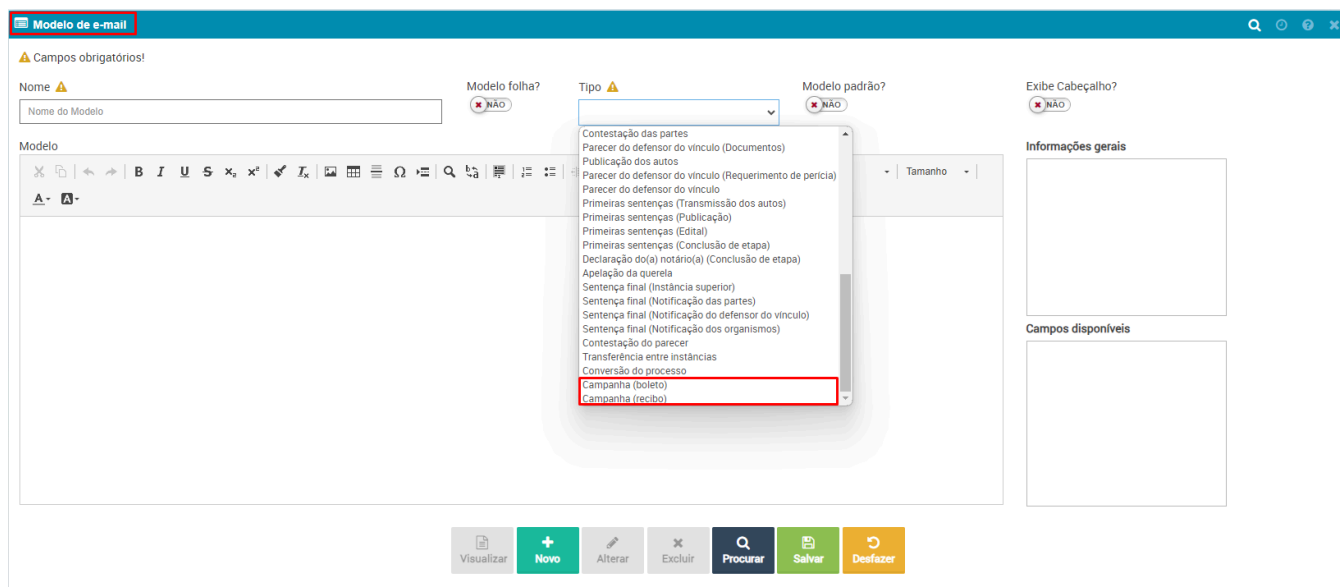 Modelo de e-mail
Campos obrigatórios!
Nome
Modelo folha?
Tipo
Modelo padrão?
Exibe Cabeçalho?
Nome do Modelo
NÃO
NÃO
NÃO
Modelo
Tamanho
Contestação das partes
Parecer do defensor do vínculo (Documentos)
Publicação dos autos
Parecer do defensor do vínculo (Requerimento de perícia)
Parecer do defensor do vínculo
Primeiras sentenças (Transmissão dos autos)
Primeiras sentenças (Publicação)
Primeiras sentenças (Edital)
Primeiras sentenças (Conclusão de etapa)
Declaração do(a) notário(a) (Conclusão de etapa)
Apelação da querela
Sentença final (Instância superior)
Sentença final (Notificação das partes)
Sentença final (Notificação do defensor do vínculo)
Sentença final (Notificação dos organismos)
Contestação do parecer
Transferência entre instâncias
Conversão do processo
Campanha (boleto)
Campanha (recibo)
Informações gerais
Campos disponíveis
Visualizar
Novo
Alterar
Excluir
Procurar
Salvar
Desfazer